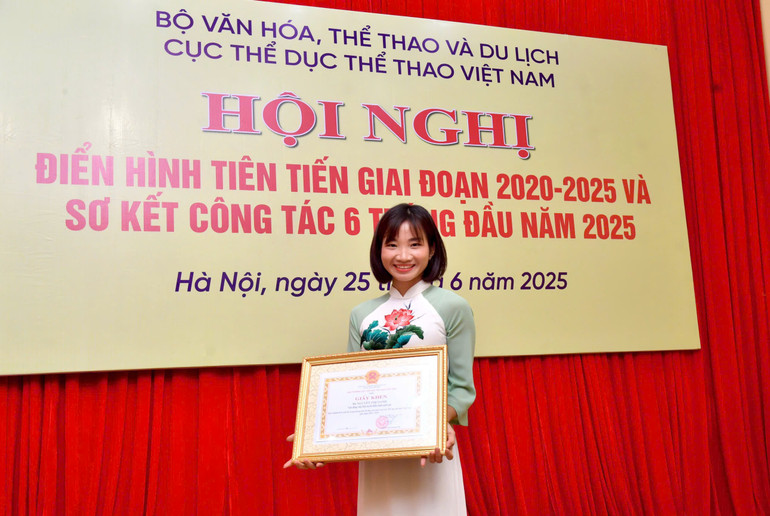 BỘ VĂN HÓA, THỂ THAO VÀ DU LỊCH
CỤC THỂ DỤC THỂ THAO VIỆT NAM
HỘI NGHỊ
ĐIỂN HÌNH TIÊN TIẾN GIAI ĐOẠN 2020-2025 VÀ
SƠ KẾT CÔNG TÁC 6 T NG ĐẦU NĂM 2025
Hà Nội, ngày 25 t 6 năm 2025
GIẤY KHEN